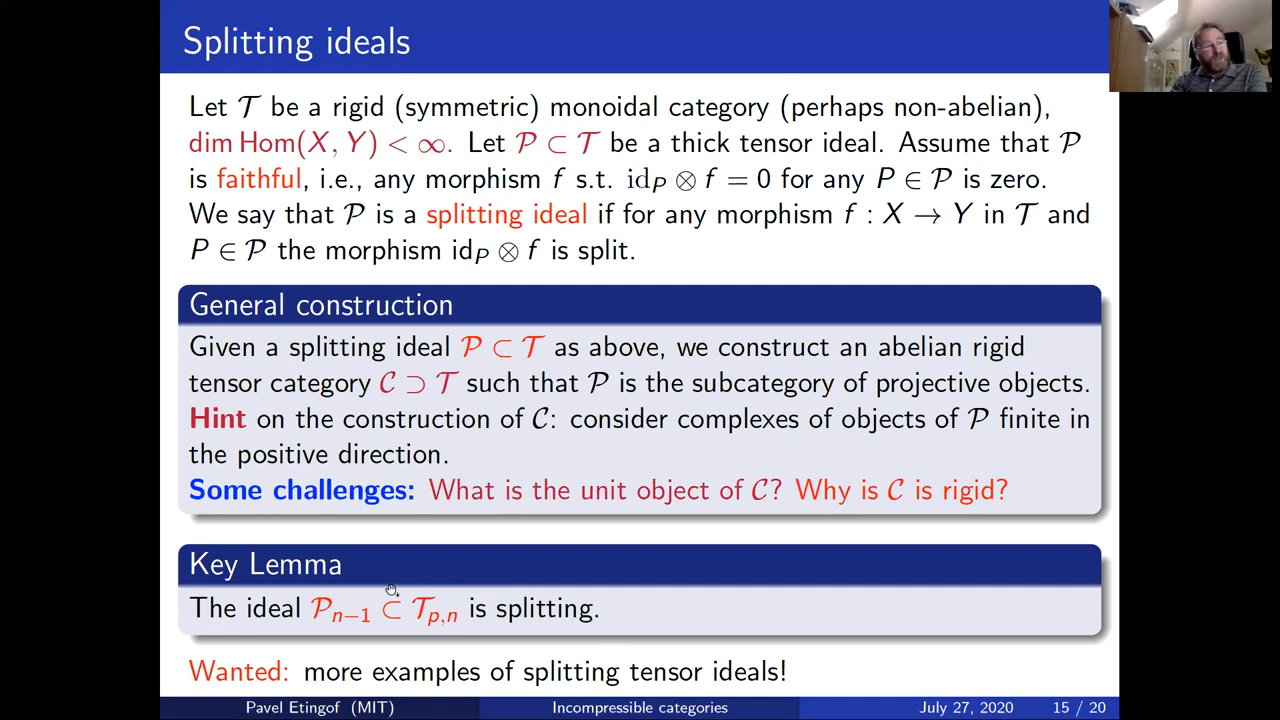 Splitting ideals
Let 𝒯 be a rigid (symmetric) monoidal category (perhaps non-abelian),
dim Hom(X, Y) < ∞. Let 𝒫 ⊂ 𝒯 be a thick tensor ideal. Assume that 𝒫
is faithful, i.e., any morphism f s.t. id_P ⊗ f = 0 for any P ∈ 𝒫 is zero.
We say that 𝒫 is a splitting ideal if for any morphism f : X → Y in 𝒯 and
P ∈ 𝒫 the morphism id_P ⊗ f is split.
General construction
Given a splitting ideal 𝒫 ⊂ 𝒯 as above, we construct an abelian rigid
tensor category 𝒞 ⊃ 𝒯 such that 𝒫 is the subcategory of projective objects.
Hint on the construction of 𝒞: consider complexes of objects of 𝒫 finite in
the positive direction.
Some challenges: What is the unit object of 𝒞? Why is 𝒞 is rigid?
Key Lemma
The ideal 𝒫_{n−1} ⊂ 𝒯_{p,n} is splitting.
Wanted: more examples of splitting tensor ideals!
Pavel Etingof (MIT) Incompressible categories July 27, 2020 15 / 20